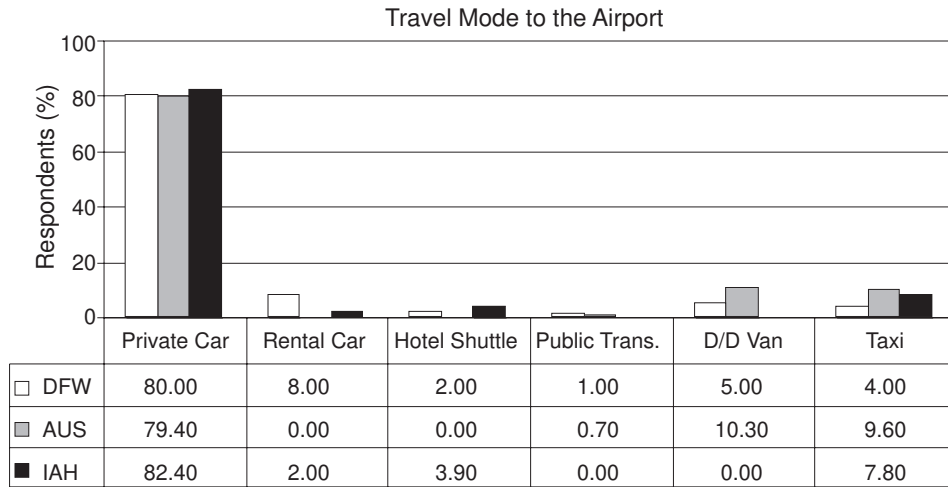 Travel Mode to the Airport
Respondents (%)
100
80
60
40
20
0
Private Car Rental Car Hotel Shuttle Public Trans. D/D Van Taxi
DFW 80.00 8.00 2.00 1.00 5.00 4.00
AUS 79.40 0.00 0.00 0.70 10.30 9.60
IAH 82.40 2.00 3.90 0.00 0.00 7.80